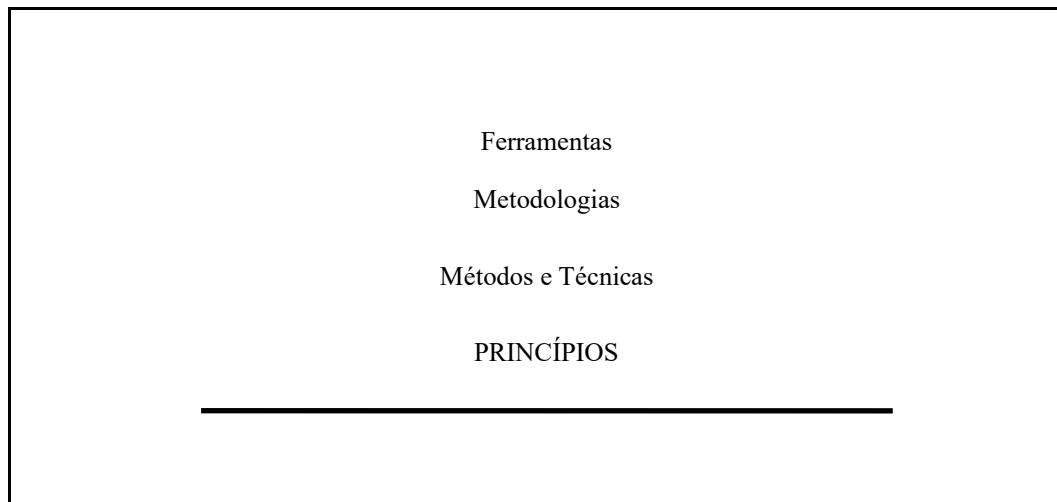 Ferramentas
Metodologias
Métodos e Técnicas
PRINCÍPIOS